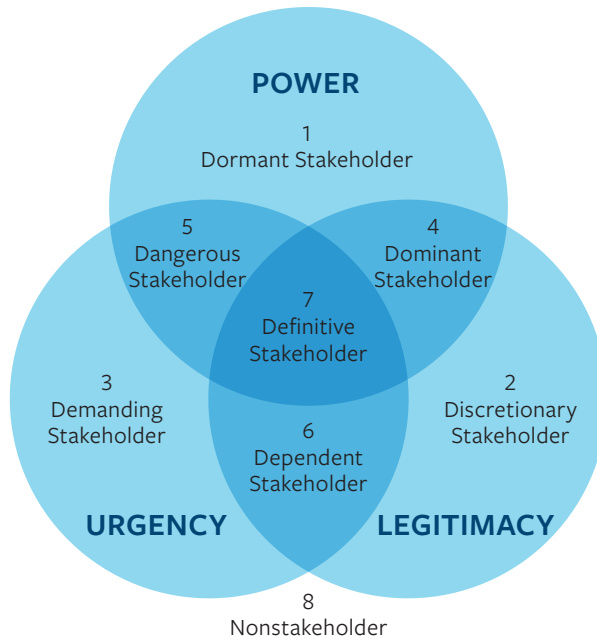 POWER
1
Dormant Stakeholder
5
Dangerous
Stakeholder
4
Dominant
Stakeholder
7
Definitive
Stakeholder
3
Demanding
Stakeholder
2
Discretionary
Stakeholder
6
Dependent
Stakeholder
URGENCY
LEGITIMACY
8
Nonstakeholder